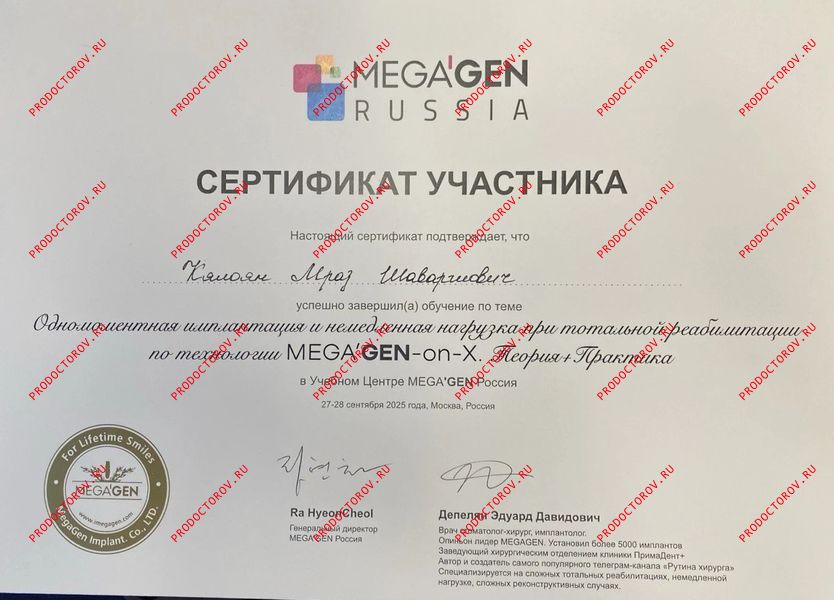 MEGA'GEN
RUSSIA
СЕРТИФИКАТ УЧАСТНИКА
Настоящий сертификат подтверждает, что
Кялоян Мраз Шаваршович
успешно завершил(а) обучение по теме
Одномоментная имплантация и немедленная нагрузка при тотальной реабилитации
по технологии MEGA'GEN-on-X. Теория+Практика
в Учебном Центре MEGA'GEN Россия
27-28 сентября 2025 года, Москва, Россия
For Lifetime Smiles
MEGA'GEN
www.imegagen.com
MegaGen Implant. Co., LTD.
Ra HyeonCheol
Генеральный директор
MEGA'GEN Россия
Депелян Эдуард Давидович
Врач стоматолог-хирург, имплантолог.
Опиньон лидер MEGAGEN. Установил более 5000 имплантов
Заведующий хирургическим отделением клиники ПримаДент+
Автор и создатель самого популярного телеграм-канала «Рутина хирурга»
Специализируется на сложных тотальных реабилитациях, немедленной
нагрузке, сложных реконструктивных случаях.
PRODOCTOROV.RU